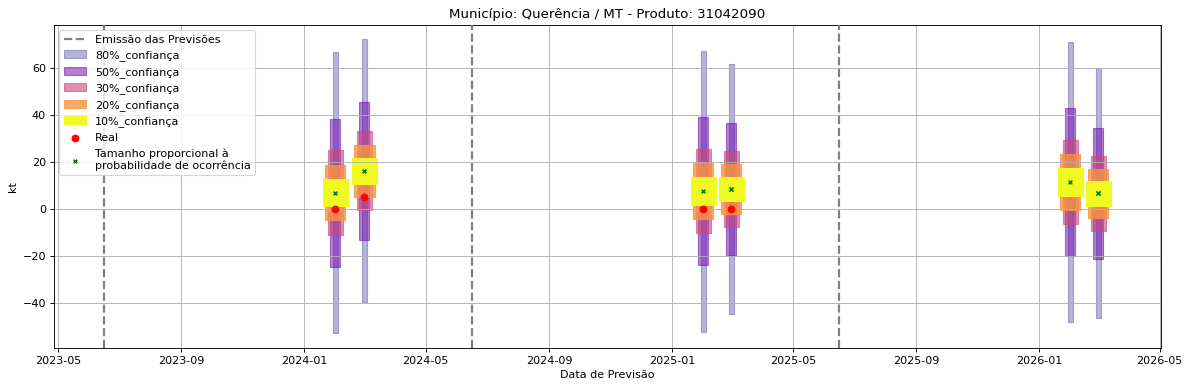 Município: Querência / MT - Produto: 31042090
Emissão das Previsões
80%_confiança
50%_confiança
30%_confiança
20%_confiança
10%_confiança
Real
Tamanho proporcional à
probabilidade de ocorrência
kt
60
40
20
0
−20
−40
2023-05
2023-09
2024-01
2024-05
2024-09
2025-01
2025-05
2025-09
2026-01
2026-05
Data de Previsão